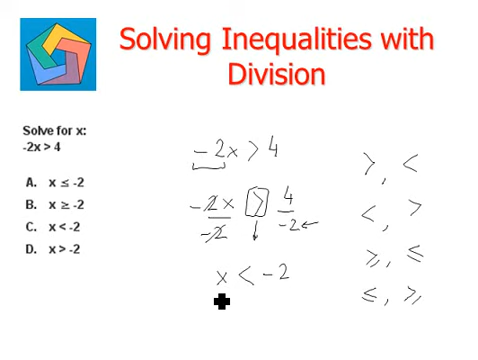 Solving Inequalities with
Division
Solve for x:
-2x > 4
A. x ≤ -2
B. x ≥ -2
C. x < -2
D. x > -2
-2x > 4
-2x > 4
-2 -2
x < -2
>, <
<, >
≥, ≤
≤, ≥